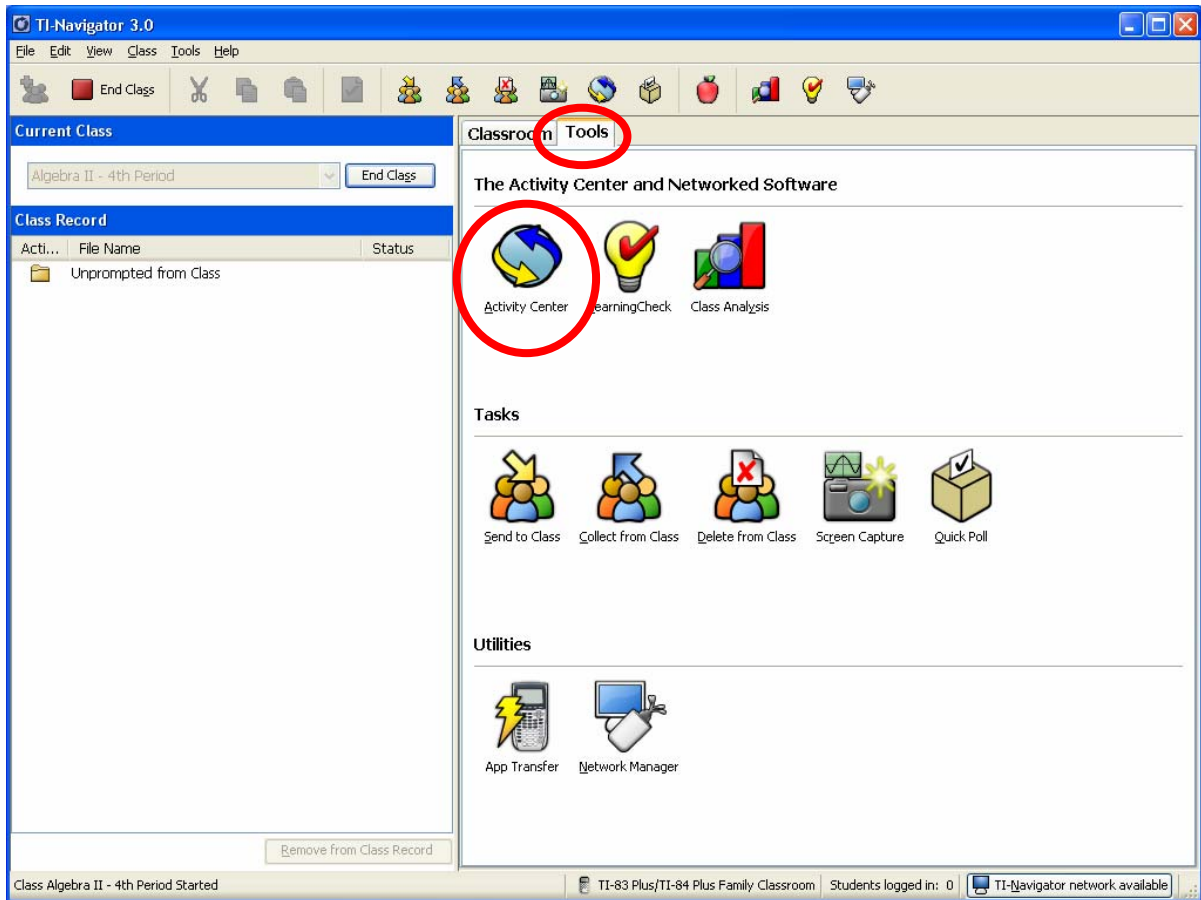 TI-Navigator 3.0
File Edit View Class Tools Help
End Class
Current Class
Algebra II - 4th Period End Class
Class Record
Acti... File Name Status
Unprompted from Class
Remove from Class Record
Classroom Tools
The Activity Center and Networked Software
Activity Center LearningCheck Class Analysis
Tasks
Send to Class Collect from Class Delete from Class Screen Capture Quick Poll
Utilities
App Transfer Network Manager
Class Algebra II - 4th Period Started TI-83 Plus/TI-84 Plus Family Classroom Students logged in: 0 TI-Navigator network available